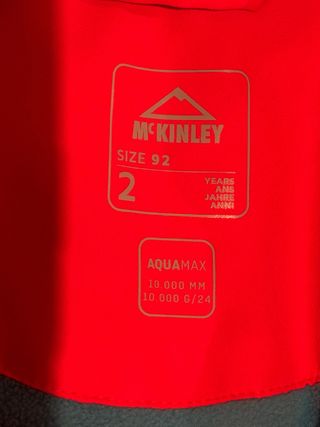 McKINLEY
SIZE 92
2
YEARS
ANS
JAHRE
ANNI
AQUAMAX
10.000 MM
10.000 G/24